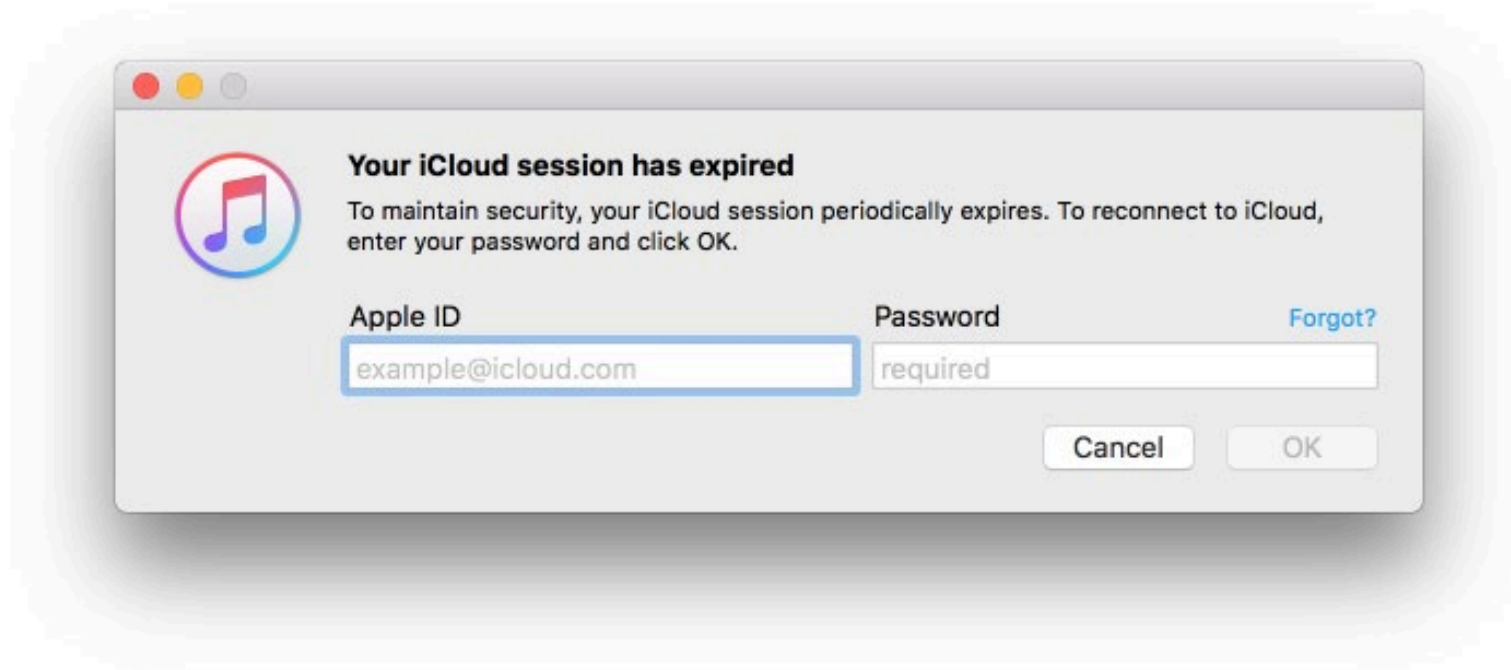 Your iCloud session has expired
To maintain security, your iCloud session periodically expires. To reconnect to iCloud,
enter your password and click OK.
Apple ID
Password
Forgot?
example@icloud.com
required
Cancel
OK